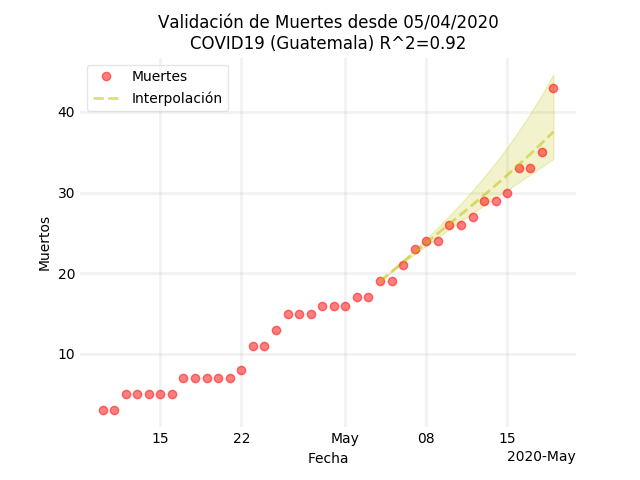 Validación de Muertes desde 05/04/2020
COVID19 (Guatemala) R^2=0.92
Muertes
Interpolación
40
30
20
10
Muertos
15
22
May
08
15
Fecha
2020-May